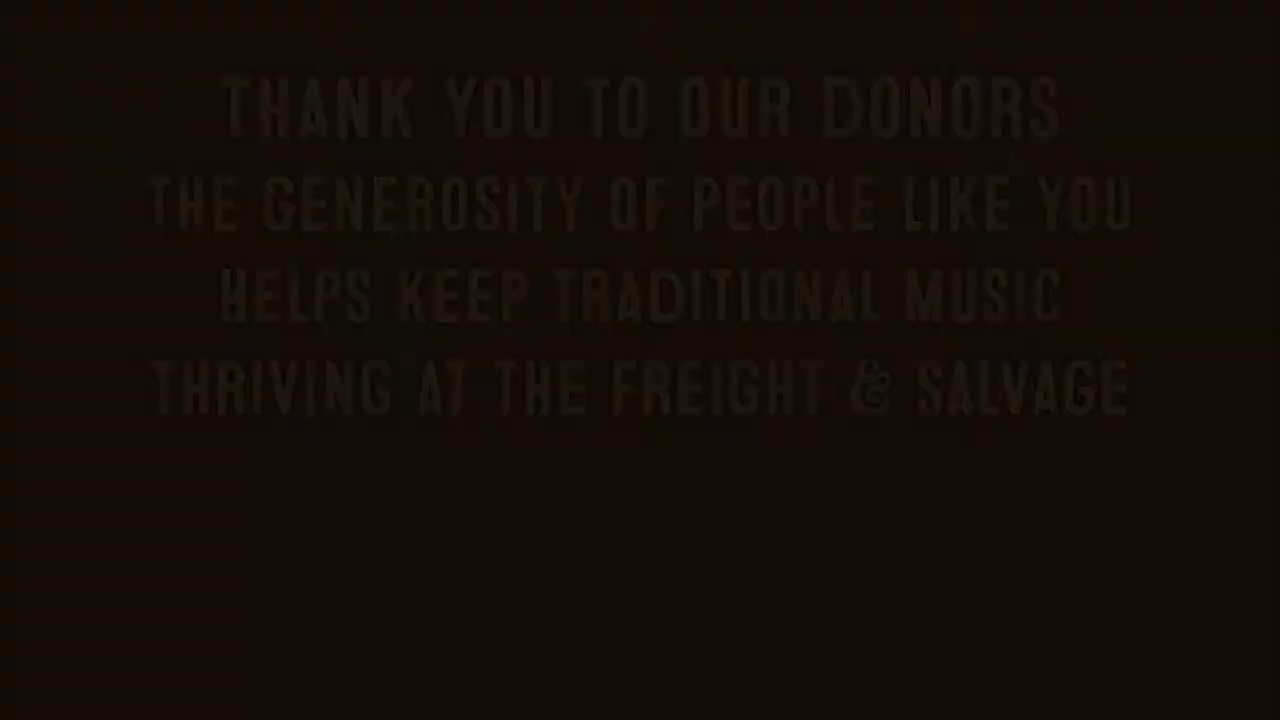 THANK YOU TO OUR DONORS
THE GENEROSITY OF PEOPLE LIKE YOU
HELPS KEEP TRADITIONAL MUSIC
THRIVING AT THE FREIGHT & SALVAGE